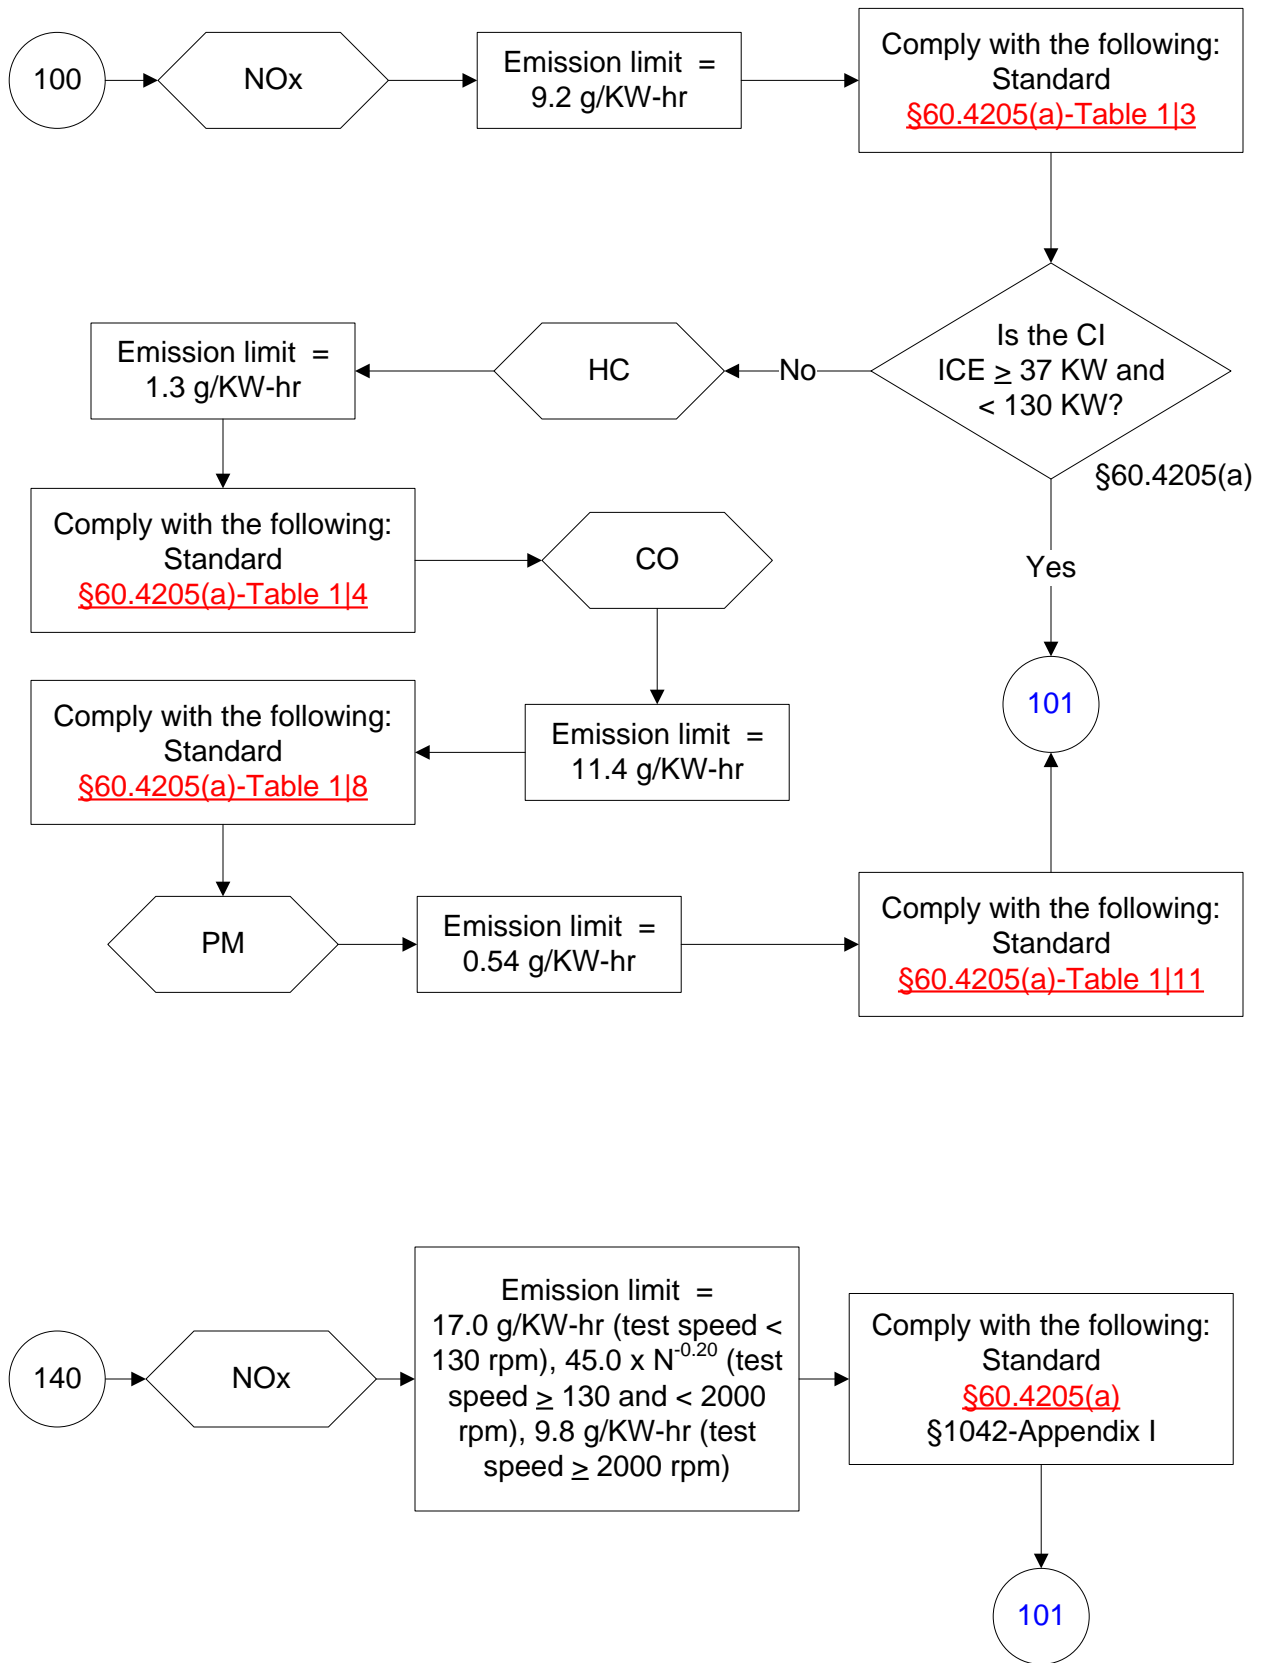 100
NOx
Emission limit =
9.2 g/KW-hr
Comply with the following:
Standard
§60.4205(a)-Table 1|3
Is the CI
ICE ≥ 37 KW and
< 130 KW?
§60.4205(a)
No
HC
Emission limit =
1.3 g/KW-hr
Comply with the following:
Standard
§60.4205(a)-Table 1|4
CO
Yes
101
Emission limit =
11.4 g/KW-hr
Comply with the following:
Standard
§60.4205(a)-Table 1|8
PM
Emission limit =
0.54 g/KW-hr
Comply with the following:
Standard
§60.4205(a)-Table 1|11
140
NOx
Emission limit =
17.0 g/KW-hr (test speed <
130 rpm), 45.0 x N^-0.20 (test
speed ≥ 130 and < 2000
rpm), 9.8 g/KW-hr (test
speed ≥ 2000 rpm)
Comply with the following:
Standard
§60.4205(a)
§1042-Appendix I
101